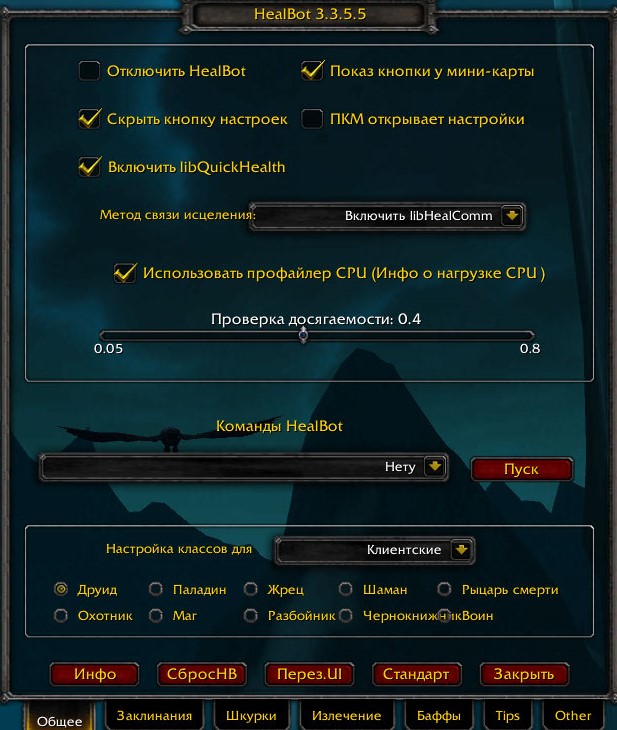 HealBot 3.3.5.5
Отключить HealBot Показ кнопки у мини-карты
Скрыть кнопку настроек ПКМ открывает настройки
Включить libQuickHealth
Метод связи исцеления: Включить libHealComm
Использовать профайлер CPU (Инфо о нагрузке CPU )
Проверка досягаемости: 0.4
0.05 0.8
Команды HealBot
Нету Пуск
Настройка классов для Клиентские
Друид Паладин Жрец Шаман Рыцарь смерти
Охотник Маг Разбойник Чернокнижник Воин
Инфо СбросHB Перез.UI Стандарт Закрыть
Общее Заклинания Шкурки Излечение Баффы Tips Other